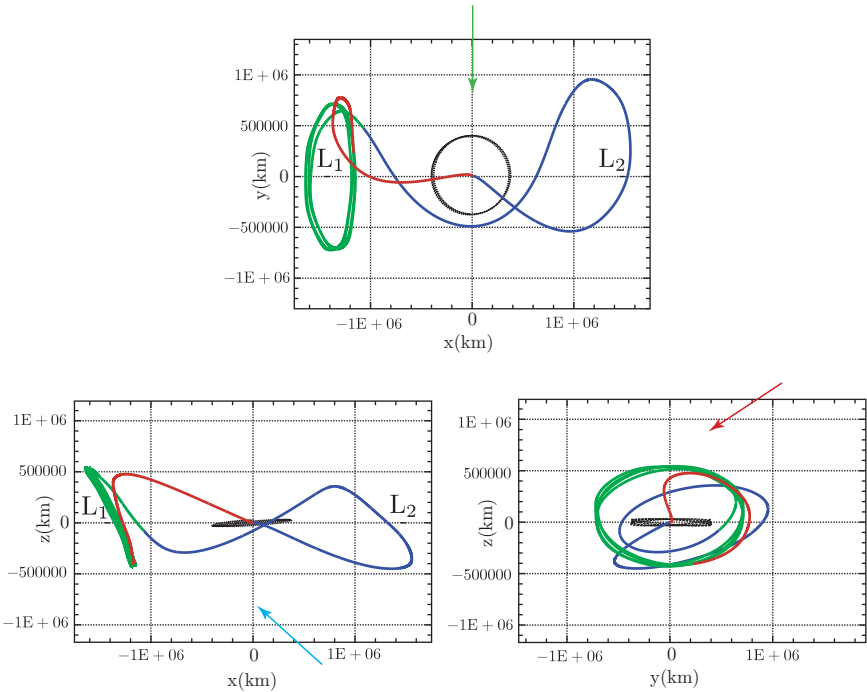 1E + 06
500000
L₁
L₂
y(km)
0
−500000
−1E + 06
−1E + 06
0
1E + 06
x(km)
1E + 06
500000
L₁
L₂
z(km)
0
−500000
−1E + 06
−1E + 06
0
1E + 06
x(km)
1E + 06
500000
z(km)
0
−500000
−1E + 06
−1E + 06
0
1E + 06
y(km)